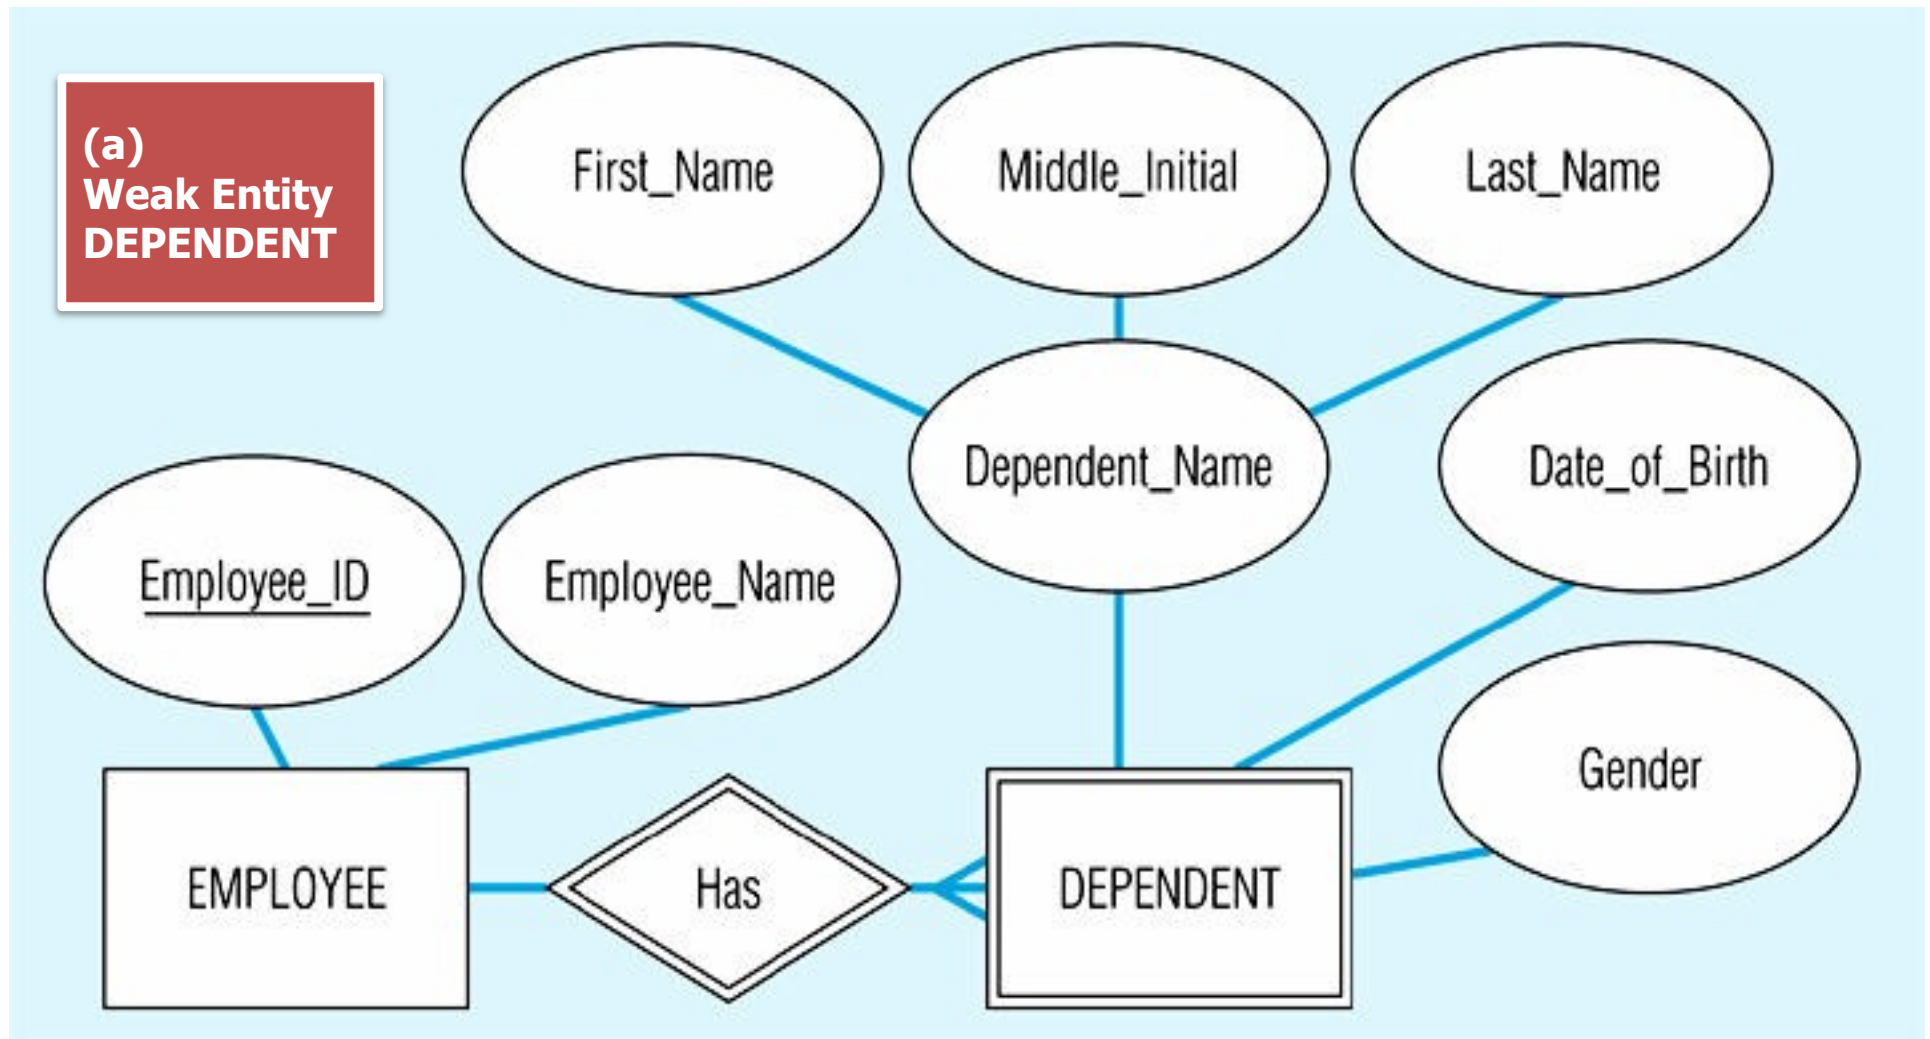 (a)
Weak Entity
DEPENDENT
First_Name
Middle_Initial
Last_Name
Dependent_Name
Date_of_Birth
Employee_ID
Employee_Name
Gender
EMPLOYEE
Has
DEPENDENT